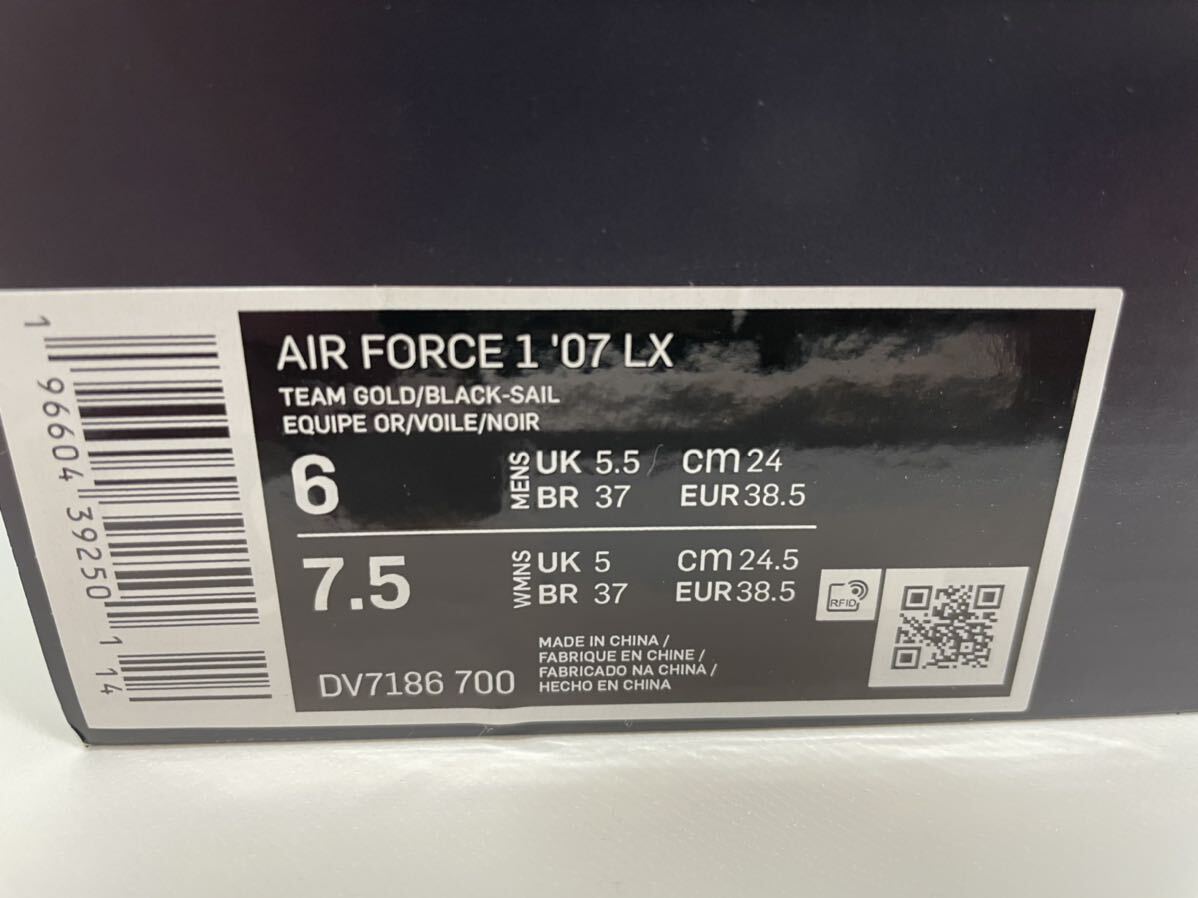 AIR FORCE 1 '07 LX
TEAM GOLD/BLACK-SAIL
EQUIPE OR/VOILE/NOIR
6 MENS UK 5.5 cm 24
BR 37 EUR 38.5
7.5 WMNS UK 5 cm 24.5
BR 37 EUR 38.5
RFID
MADE IN CHINA /
FABRIQUE EN CHINE /
FABRICADO NA CHINA /
HECHO EN CHINA
DV7186 700
1 96604 39250 1 14